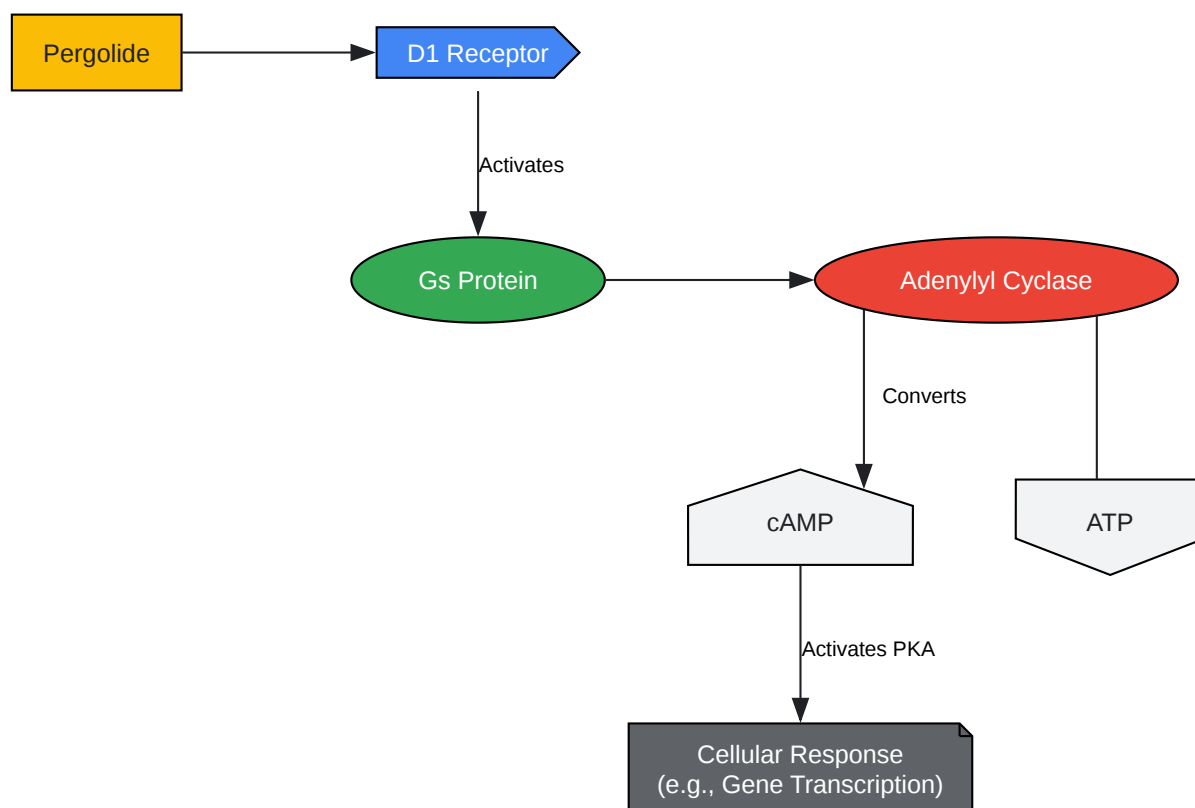 Pergolide
D1 Receptor
Activates
Gs Protein
Adenylyl Cyclase
Converts
cAMP
ATP
Activates PKA
Cellular Response
(e.g., Gene Transcription)